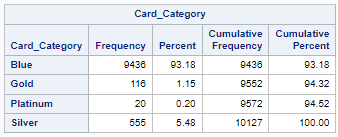 Card_Category
Card_Category Frequency Percent Cumulative Frequency Cumulative Percent
Blue 9436 93.18 9436 93.18
Gold 116 1.15 9552 94.32
Platinum 20 0.20 9572 94.52
Silver 555 5.48 10127 100.00